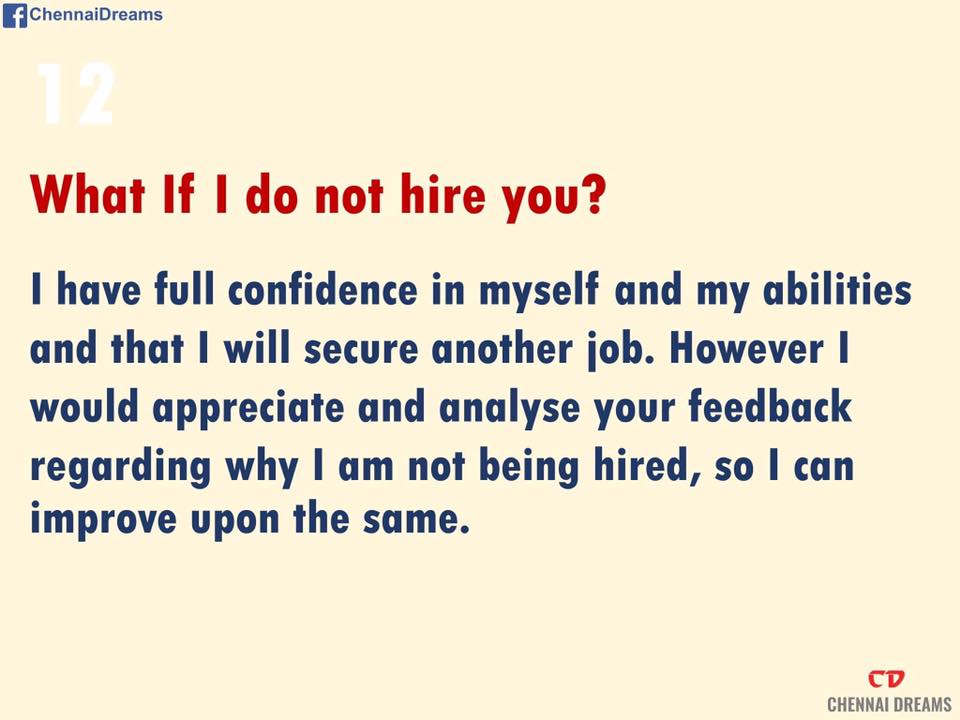 ChennaiDreams
12
What If I do not hire you?
I have full confidence in myself and my abilities
and that I will secure another job. However I
would appreciate and analyse your feedback
regarding why I am not being hired, so I can
improve upon the same.
CD
CHENNAI DREAMS